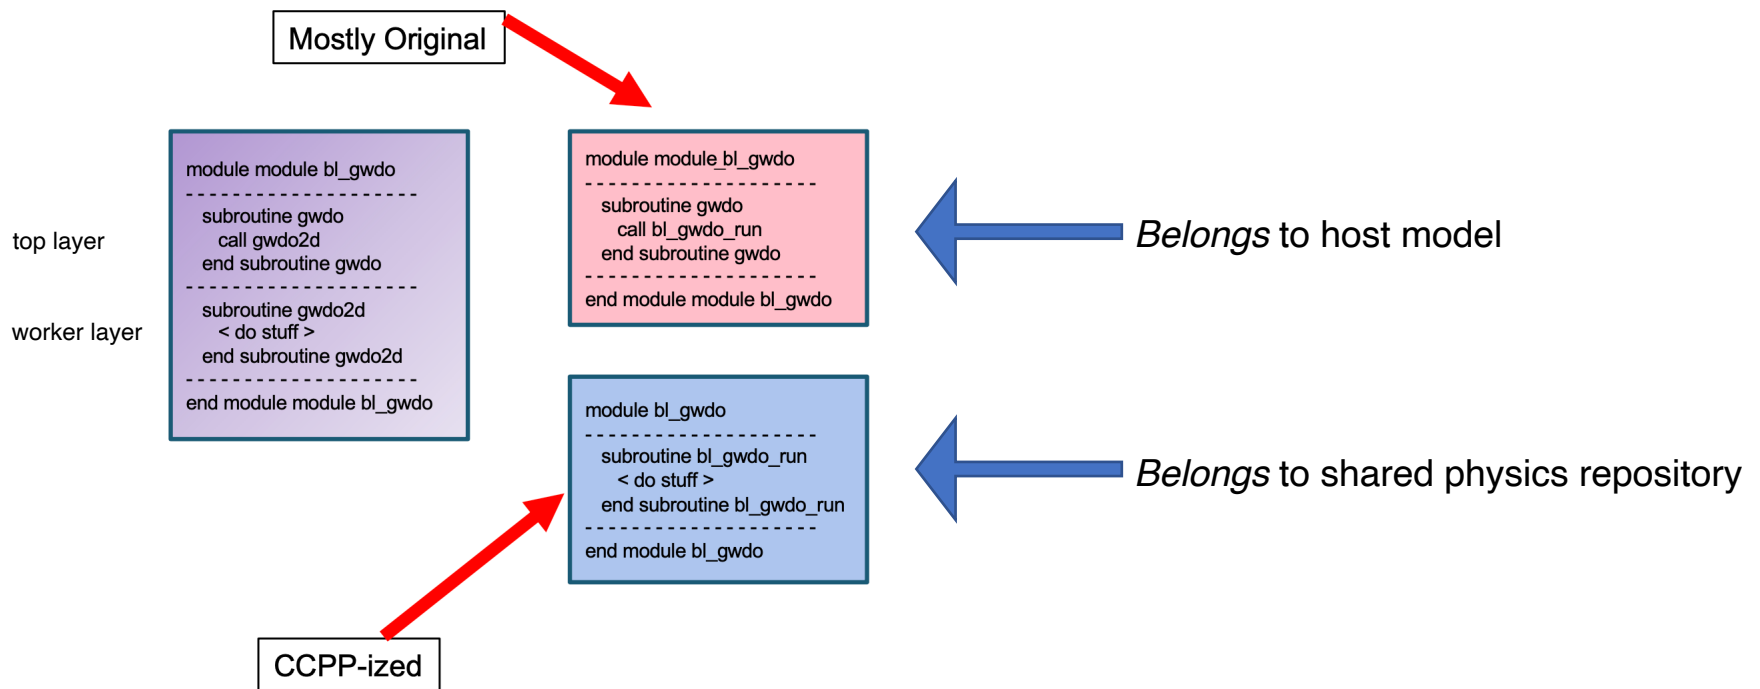 Mostly Original
top layer
worker layer
module module bl_gwdo
- - - - - - - - - - - - - - - - - - - - - -
subroutine gwdo
call gwdo2d
end subroutine gwdo
- - - - - - - - - - - - - - - - - - - - - -
subroutine gwdo2d
< do stuff >
end subroutine gwdo2d
- - - - - - - - - - - - - - - - - - - - - -
end module module bl_gwdo
module module_bl_gwdo
- - - - - - - - - - - - - - - - - - - - - -
subroutine gwdo
call bl_gwdo_run
end subroutine gwdo
- - - - - - - - - - - - - - - - - - - - - -
end module module bl_gwdo
Belongs to host model
module bl_gwdo
- - - - - - - - - - - - - - - - - - - - - -
subroutine bl_gwdo_run
< do stuff >
end subroutine bl_gwdo_run
- - - - - - - - - - - - - - - - - - - - - -
end module bl_gwdo
Belongs to shared physics repository
CCPP-ized